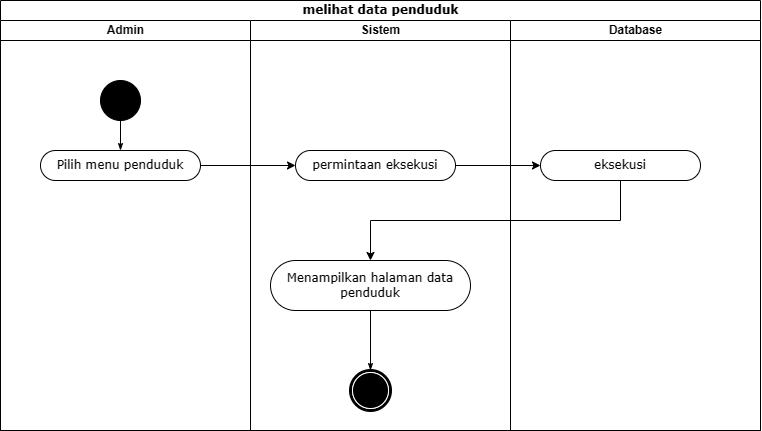 melihat data penduduk
Admin
Sistem
Database
Pilih menu penduduk
permintaan eksekusi
eksekusi
Menampilkan halaman data
penduduk